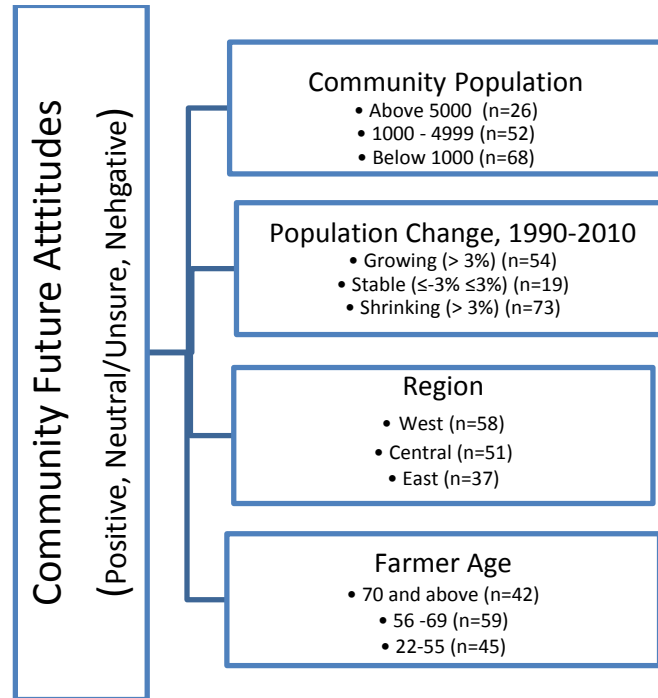 Community Future Atttitudes
(Positive, Neutral/Unsure, Nehgative)
Community Population
• Above 5000 (n=26)
• 1000 - 4999 (n=52)
• Below 1000 (n=68)
Population Change, 1990-2010
• Growing (> 3%) (n=54)
• Stable (≤-3% ≤3%) (n=19)
• Shrinking (> 3%) (n=73)
Region
• West (n=58)
• Central (n=51)
• East (n=37)
Farmer Age
• 70 and above (n=42)
• 56 -69 (n=59)
• 22-55 (n=45)